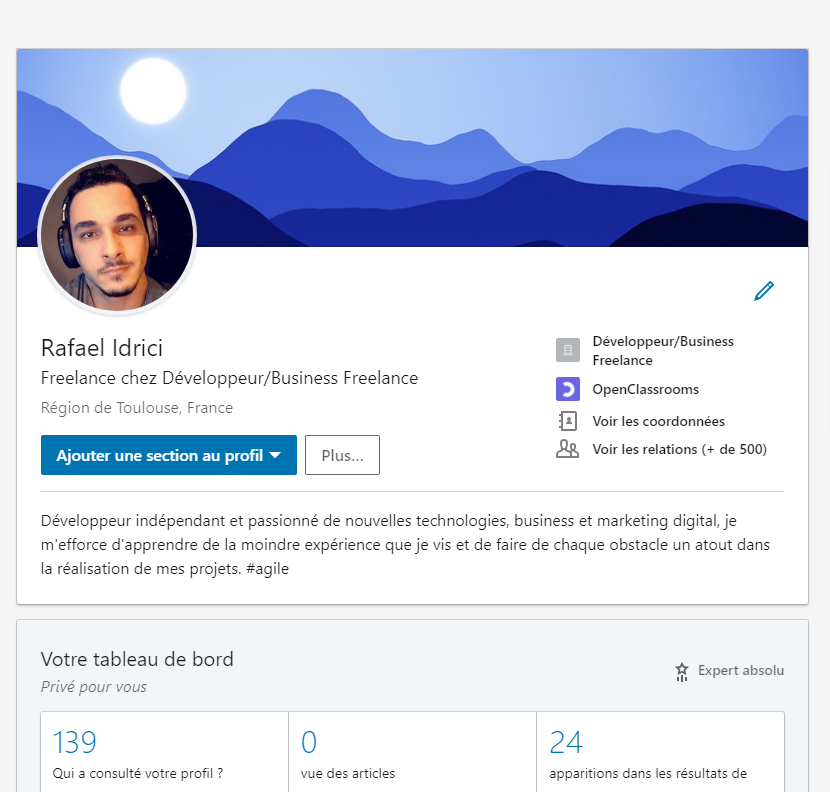 Rafael Idrici
Freelance chez Développeur/Business Freelance
Région de Toulouse, France
Ajouter une section au profil
Plus...
Développeur/Business
Freelance
OpenClassrooms
Voir les coordonnées
Voir les relations (+ de 500)
Développeur indépendant et passionné de nouvelles technologies, business et marketing digital, je
m'efforce d'apprendre de la moindre expérience que je vis et de faire de chaque obstacle un atout dans
la réalisation de mes projets. #agile
Votre tableau de bord
Privé pour vous
Expert absolu
139
Qui a consulté votre profil ?
0
vue des articles
24
apparitions dans les résultats de